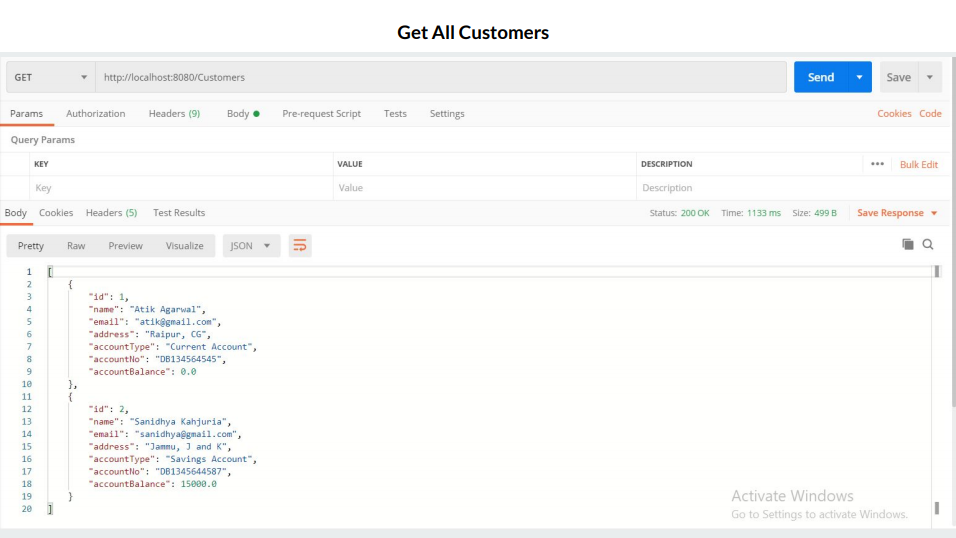 Get All Customers
GET http://localhost:8080/Customers Send Save
Params Authorization Headers (9) Body Pre-request Script Tests Settings Cookies Code
Query Params
KEY VALUE DESCRIPTION ••• Bulk Edit
Key Value Description
Body Cookies Headers (5) Test Results Status: 200 OK Time: 1133 ms Size: 499 B Save Response
Pretty Raw Preview Visualize JSON
1 [
2 {
3 "id": 1,
4 "name": "Atik Agarwal",
5 "email": "atik@gmail.com",
6 "address": "Raipur, CG",
7 "accountType": "Current Account",
8 "accountNo": "DB134564545",
9 "accountBalance": 0.0
10 },
11 {
12 "id": 2,
13 "name": "Sanidhya Kahjuria",
14 "email": "sanidhya@gmail.com",
15 "address": "Jammu, J and K",
16 "accountType": "Savings Account",
17 "accountNo": "DB1345644587",
18 "accountBalance": 15000.0
19 }
20 ]
Activate Windows
Go to Settings to activate Windows.